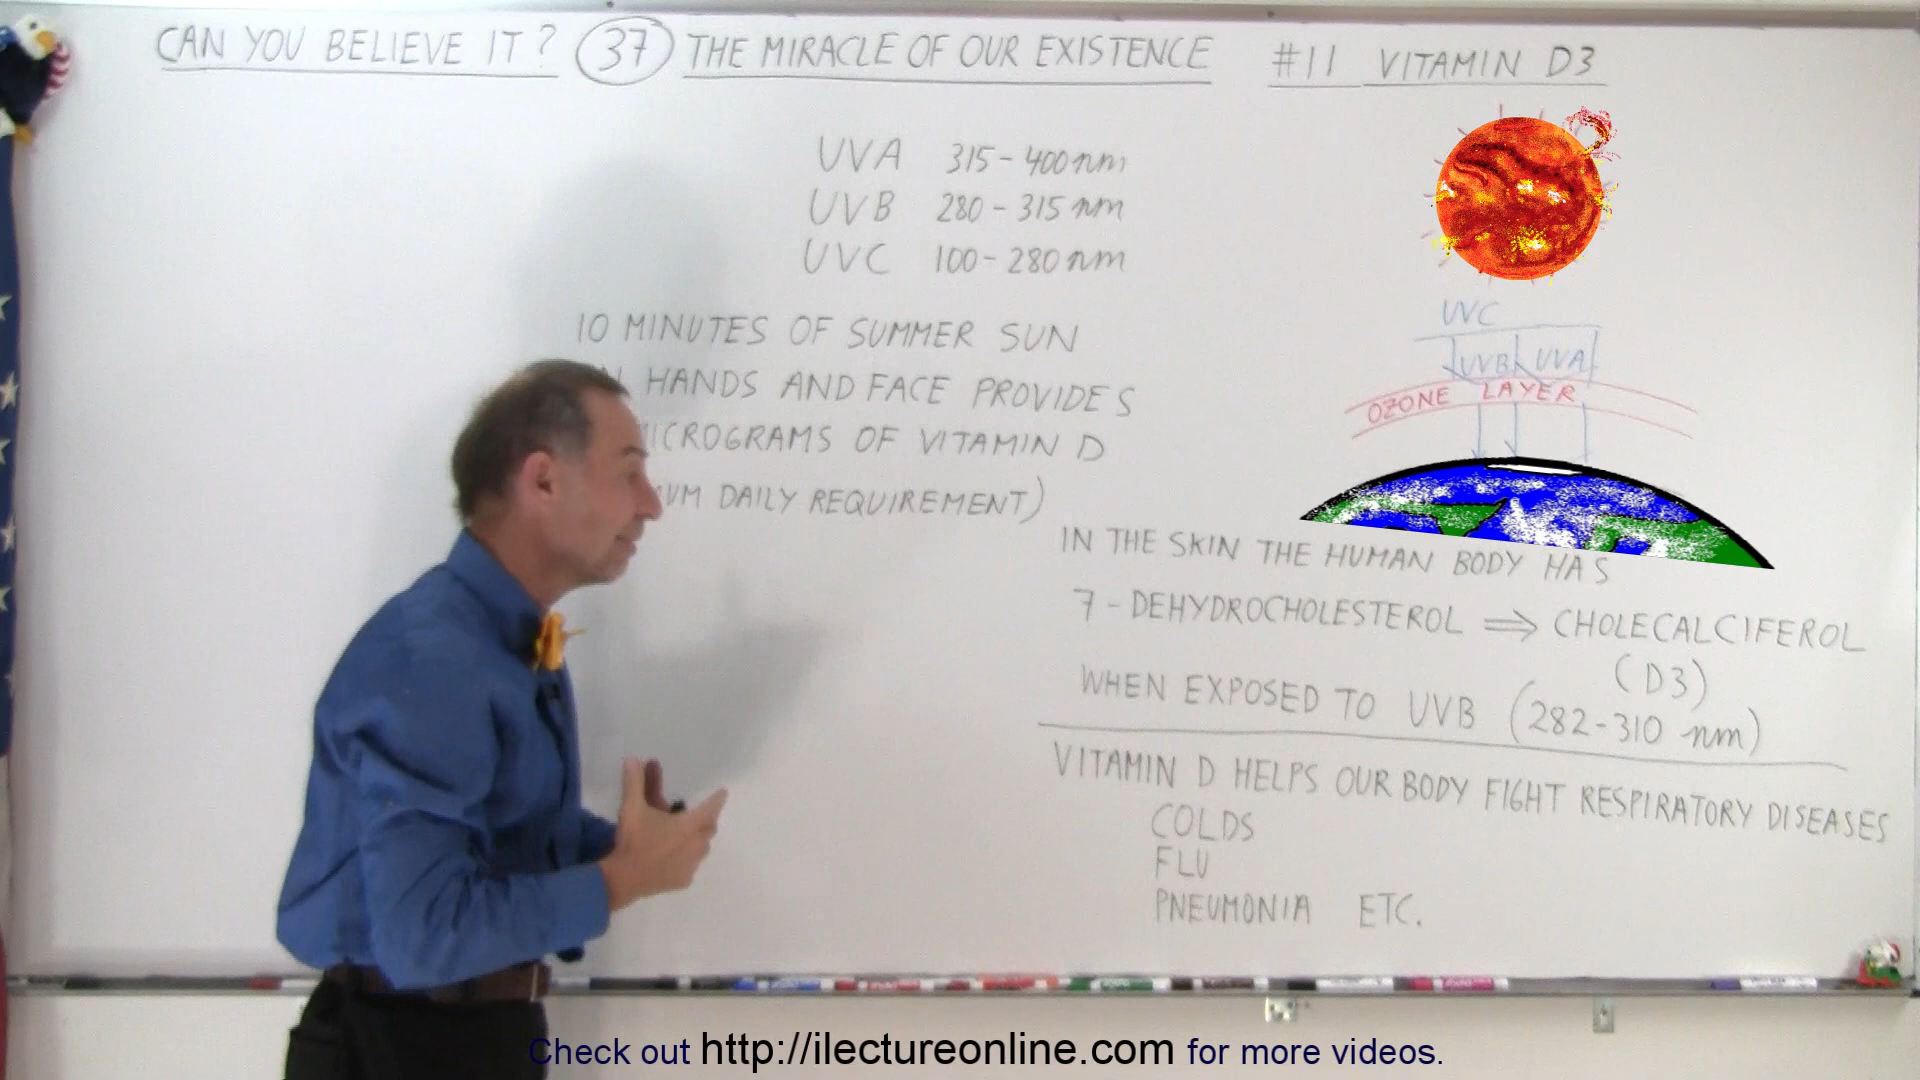 CAN YOU BELIEVE IT? 37 THE MIRACLE OF OUR EXISTENCE #11 VITAMIN D3
UVA 315-400nm
UVB 280-315nm
UVC 100-280nm
10 MINUTES OF SUMMER SUN
HANDS AND FACE PROVIDES
OF VITAMIN D
DAILY REQUIREMENT)
UVC
UVB UVA
OZONE LAYER
IN THE SKIN THE HUMAN BODY HAS
7-DEHYDROCHOLESTEROL ⇒ CHOLECALCIFEROL
(D3)
WHEN EXPOSED TO UVB (282-310 nm)
VITAMIN D HELPS OUR BODY FIGHT RESPIRATORY DISEASES
COLDS
FLU
PNEUMONIA ETC.
Check out http://ilectureonline.com for more videos.